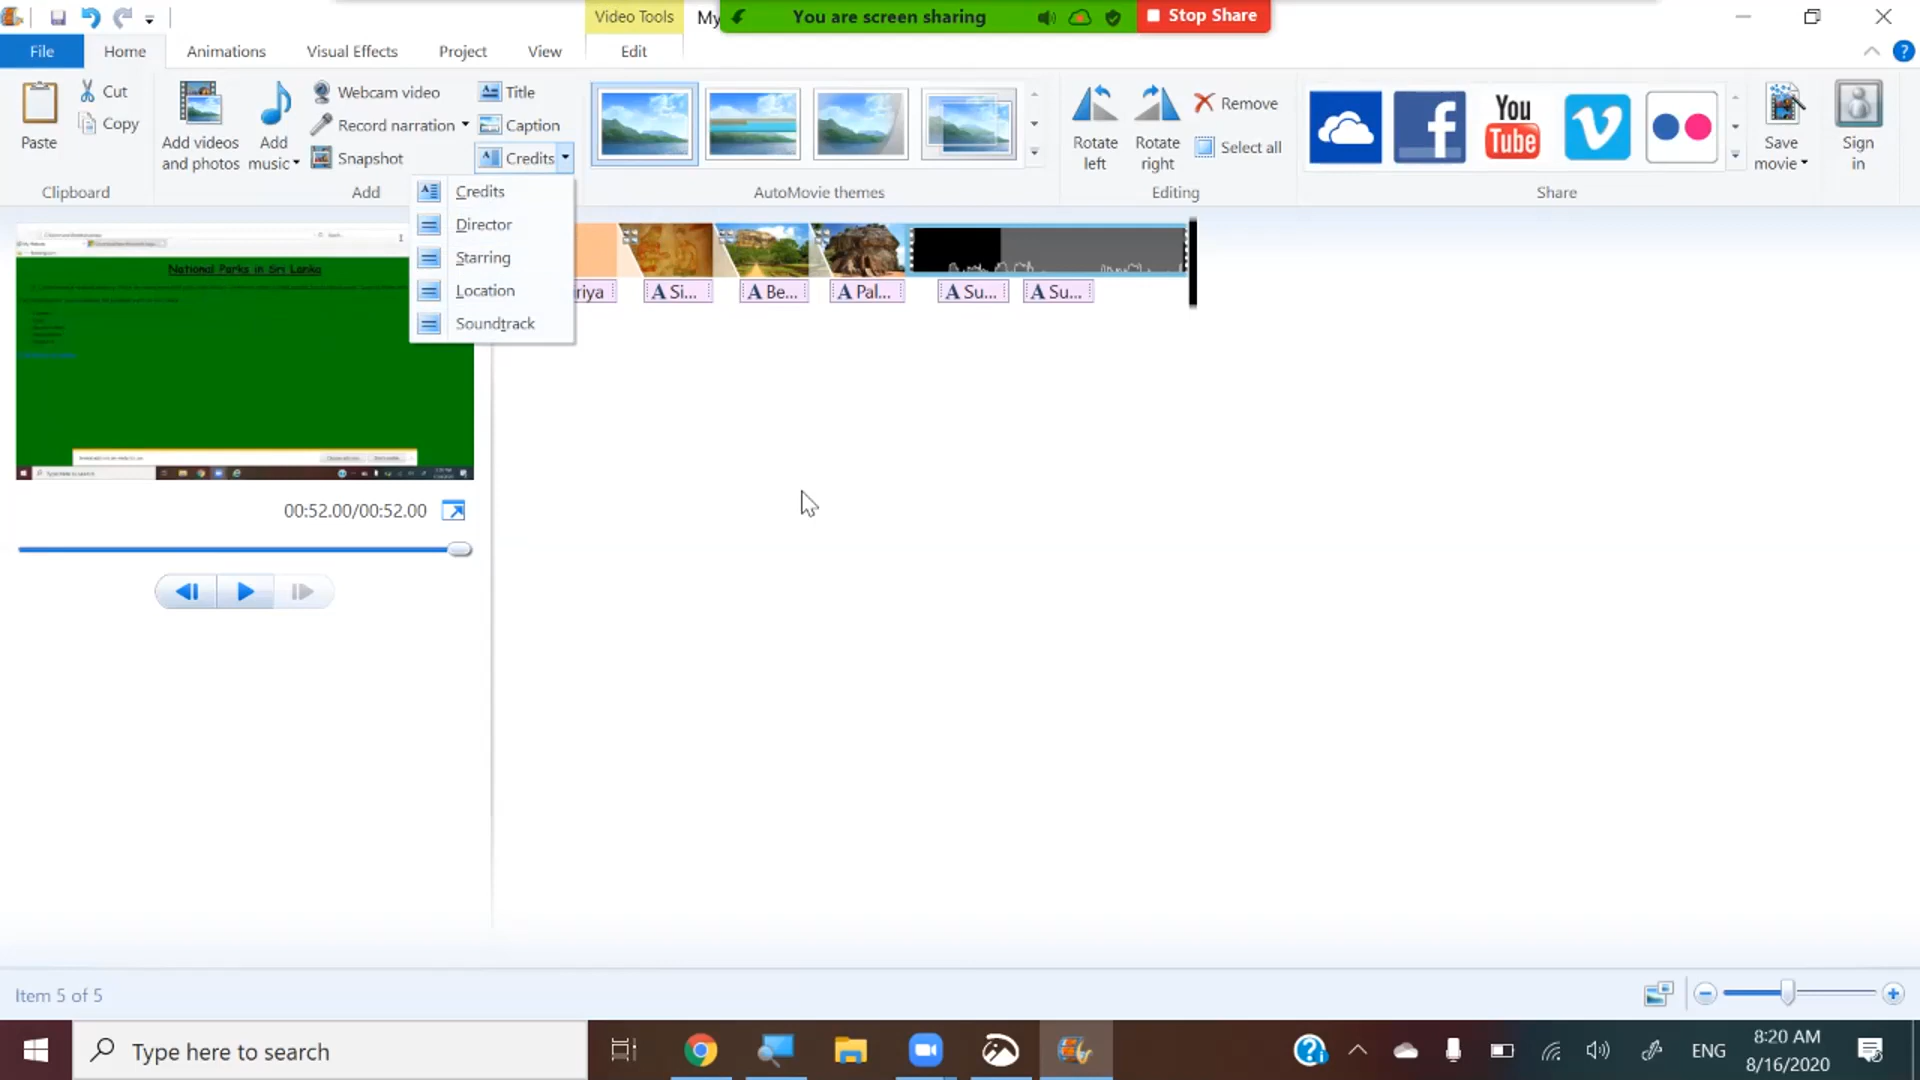 Video Tools
My
You are screen sharing
Stop Share
File
Home
Animations
Visual Effects
Project
View
Edit
Paste
Cut
Copy
Clipboard
Add videos
and photos
Add
music
Webcam video
Record narration
Snapshot
Title
Caption
Credits
Add
AutoMovie themes
Rotate
left
Rotate
right
Remove
Select all
Editing
You
Tube
Share
Save
movie
Sign
in
Credits
Director
Starring
Location
Soundtrack
National Parks in Sri Lanka
riya
A Si...
A Be...
A Pal...
A Su...
A Su...
00:52.00/00:52.00
Item 5 of 5
Type here to search
ENG
8:20 AM
8/16/2020